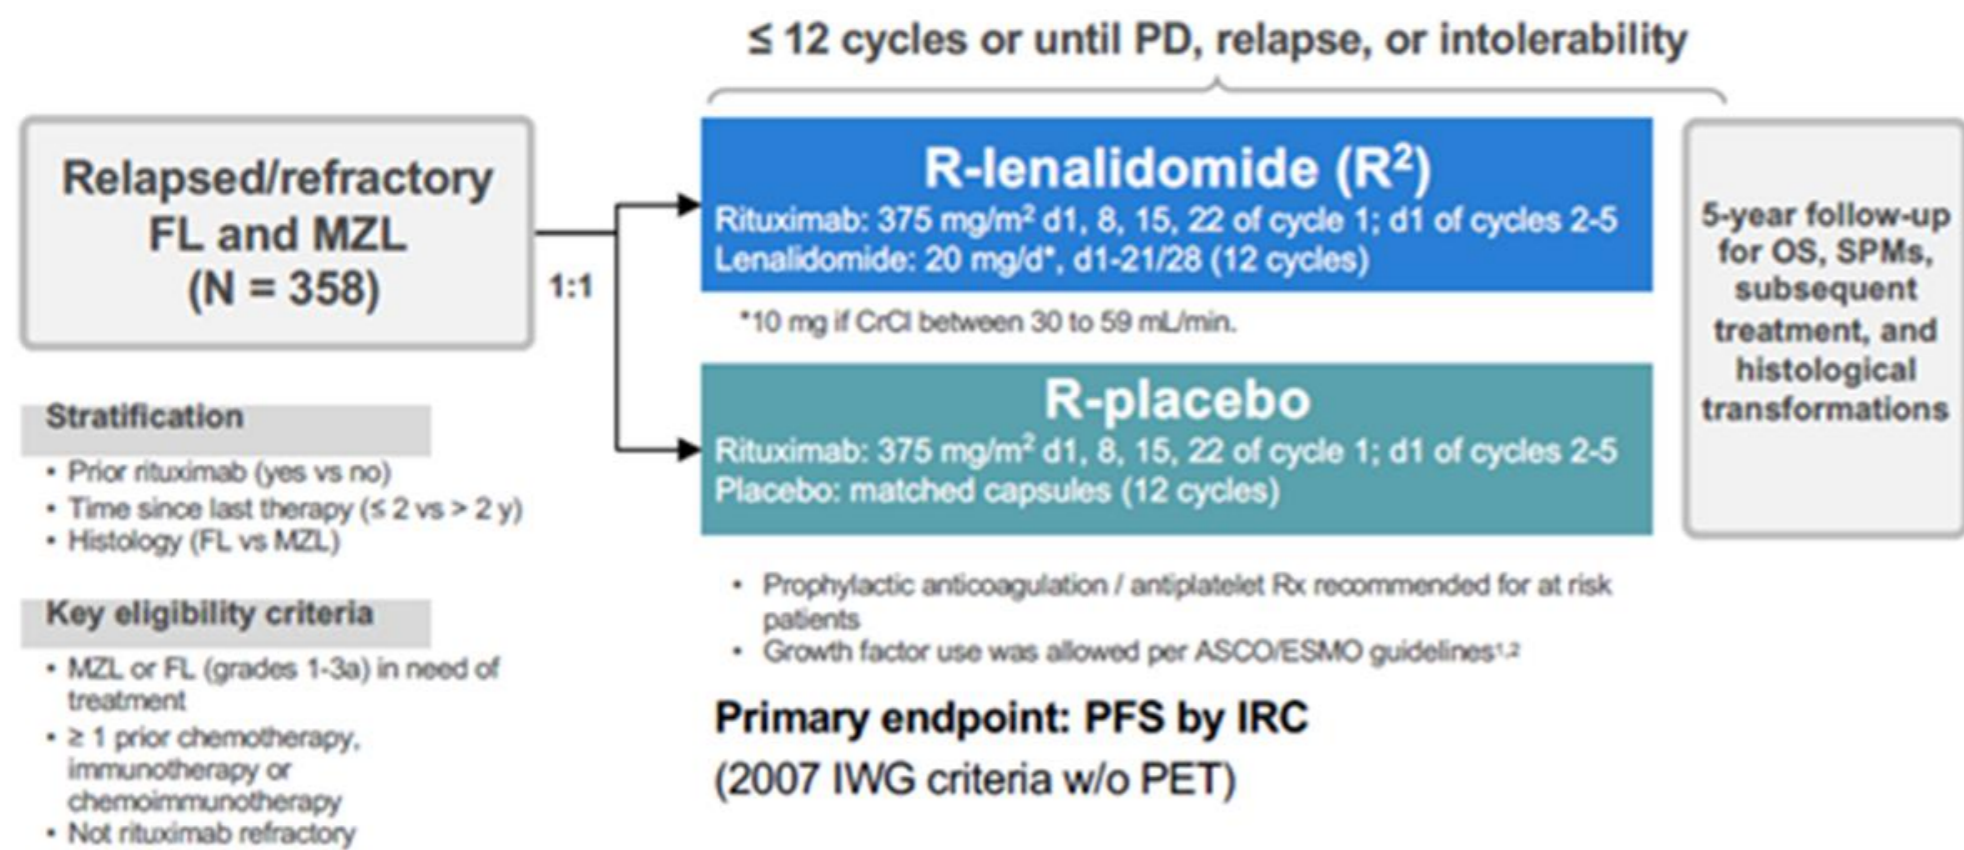 ≤ 12 cycles or until PD, relapse, or intolerability
Relapsed/refractory
FL and MZL
(N = 358)
1:1
R-lenalidomide (R²)
Rituximab: 375 mg/m² d1, 8, 15, 22 of cycle 1; d1 of cycles 2-5
Lenalidomide: 20 mg/d*, d1-21/28 (12 cycles)
*10 mg if CrCl between 30 to 59 mL/min.
R-placebo
Rituximab: 375 mg/m² d1, 8, 15, 22 of cycle 1; d1 of cycles 2-5
Placebo: matched capsules (12 cycles)
5-year follow-up
for OS, SPMs,
subsequent
treatment, and
histological
transformations
Stratification
• Prior rituximab (yes vs no)
• Time since last therapy (≤ 2 vs > 2 y)
• Histology (FL vs MZL)
Key eligibility criteria
• MZL or FL (grades 1-3a) in need of
treatment
• ≥ 1 prior chemotherapy,
immunotherapy or
chemoimmunotherapy
• Not rituximab refractory
• Prophylactic anticoagulation / antiplatelet Rx recommended for at risk
patients
• Growth factor use was allowed per ASCO/ESMO guidelines¹,²
Primary endpoint: PFS by IRC
(2007 IWG criteria w/o PET)